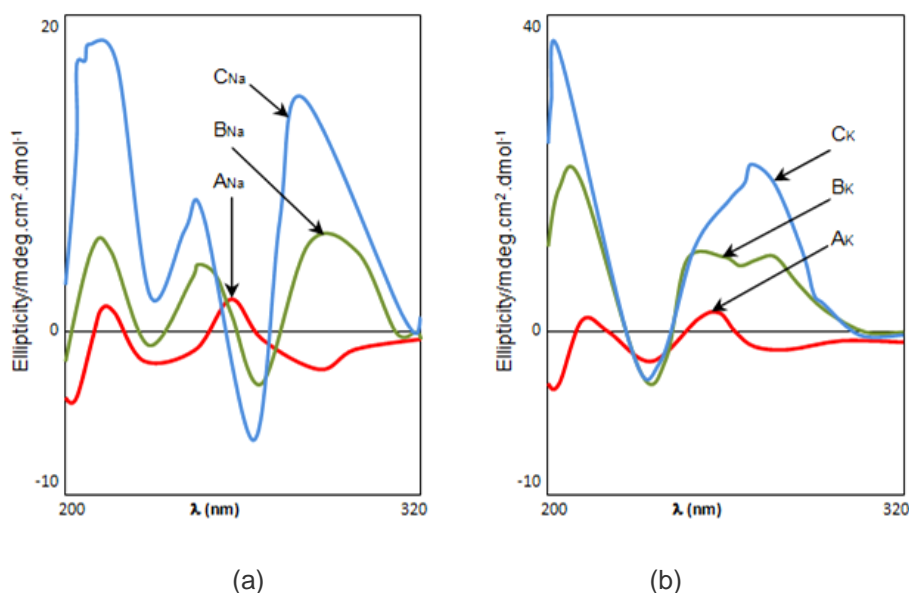 20
Ellipticity/mdeg.cm².dmol⁻¹
0
-10
CNa
BNa
ANa
200
λ (nm)
320
(a)
40
Ellipticity/mdeg.cm².dmol⁻¹
0
-10
CK
BK
AK
200
λ (nm)
320
(b)